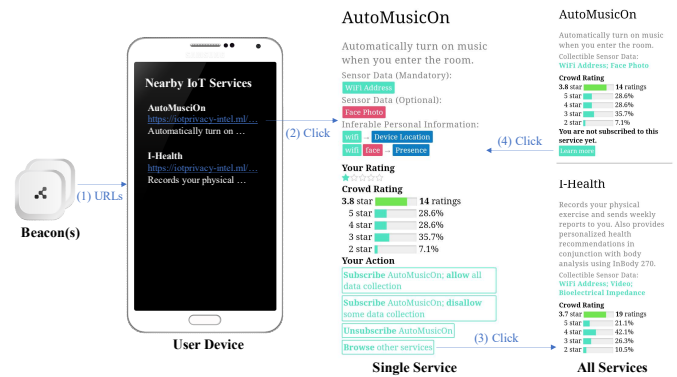 Beacon(s)
(1) URLs
Nearby IoT Services
AutoMusciOn
https://iotprivacy-intel.ml/…
Automatically turn on …
I-Health
https://iotprivacy-intel.ml/…
Records your physical …
User Device
(2) Click
AutoMusicOn
Automatically turn on music
when you enter the room.
Sensor Data (Mandatory):
WiFi Address
Sensor Data (Optional):
Face Photo
Inferable Personal Information:
wifi → Device Location
wifi face → Presence
Your Rating
Crowd Rating
3.8 star 14 ratings
5 star 28.6%
4 star 28.6%
3 star 35.7%
2 star 7.1%
Your Action
Subscribe AutoMusicOn; allow all
data collection
Subscribe AutoMusicOn; disallow
some data collection
Unsubscribe AutoMusicOn
Browse other services
Single Service
(3) Click
(4) Click
AutoMusicOn
Automatically turn on music
when you enter the room.
Collectible Sensor Data:
WiFi Address; Face Photo
Crowd Rating
3.8 star 14 ratings
5 star 28.6%
4 star 28.6%
3 star 35.7%
2 star 7.1%
You are not subscribed to this
service yet.
Learn more
I-Health
Records your physical
exercise and sends weekly
reports to you. Also provides
personalized health
recommendations in
conjunction with body
analysis using InBody 270.
Collectible Sensor Data:
WiFi Address; Video;
Bioelectrical Impedance
Crowd Rating
3.7 star 19 ratings
5 star 21.1%
4 star 42.1%
3 star 26.3%
2 star 10.5%
All Services